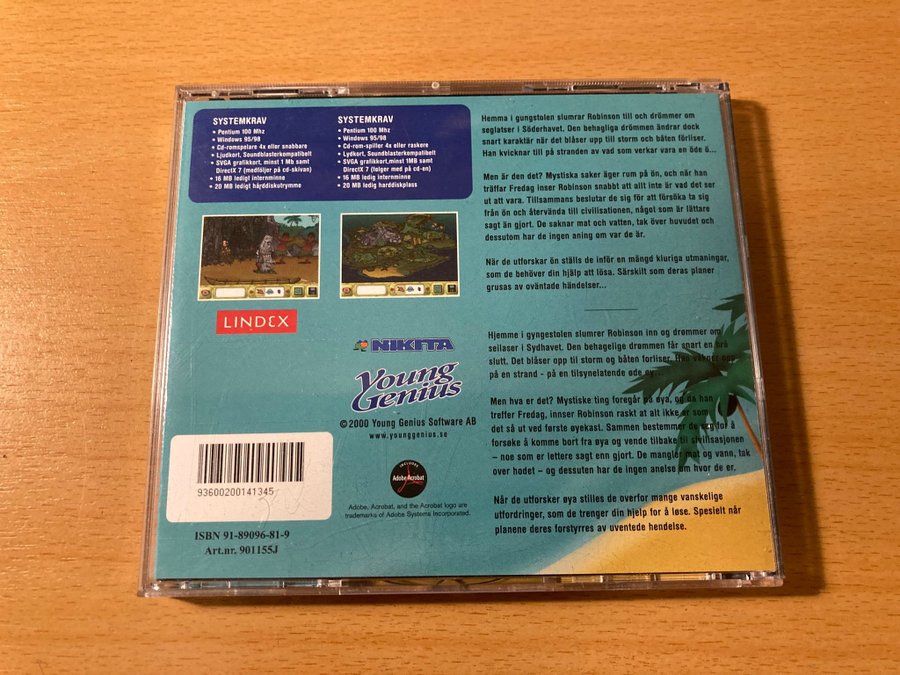 SYSTEMKRAV
• Pentium 100 Mhz
• Windows 95/98
• Cd-romspelare 4x eller snabbare
• Ljudkort, Soundblasterkompatibelt
• SVGA grafikkort, minst 1 Mb samt
DirectX 7 (medföljer på cd-skivan)
• 16 MB ledigt internminne
• 20 MB ledigt hårddiskutrymme
SYSTEMKRAV
• Pentium 100 Mhz
• Windows 95/98
• Cd-rom-spiller 4x eller raskere
• Lydkort, Soundblasterkompatibelt
• SVGA grafikkort,minst 1MB samt
DirectX 7 (følger med på cd-en)
• 16 MB ledig internminne
• 20 MB ledig harddiskplass
LINDEX
NIKITA
Young
Genius
© 2000 Young Genius Software AB
www.younggenius.se
INCLUDES
Adobe Acrobat
Adobe, Acrobat, and the Acrobat logo are
trademarks of Adobe Systems Incorporated.
93600200141345
ISBN 91-89096-81-9
Art.nr. 901155J
Hemma i gungstolen slumrar Robinson till och drömmer om
seglatser i Söderhavet. Den behagliga drömmen ändrar dock
snart karaktär när det blåser upp till storm och båten förliser.
Han kvicknar till på stranden av vad som verkar vara en öde ö...
Men är den det? Mystiska saker äger rum på ön, och när han
träffar Fredag inser Robinson snabbt att allt inte är vad det ser
ut att vara. Tillsammans beslutar de sig för att försöka ta sig
från ön och återvända till civilisationen, något som är lättare
sagt än gjort. De saknar mat och vatten, tak över huvudet och
dessutom har de ingen aning om var de är.
När de utforskar ön ställs de inför en mängd kluriga utmaningar,
som de behöver din hjälp att lösa. Särskilt som deras planer
grusas av oväntade händelser...
Hjemme i gyngestolen slumrer Robinson inn og drømmer om
seilaser i Sydhavet. Den behagelige drømmen får snart en brå
slutt. Det blåser opp til storm og båten forliser. Han våkner opp
på en strand - på en tilsynelatende øde øy...
Men hva er det? Mystiske ting foregår på øya, og da han
treffer Fredag, innser Robinson raskt at alt ikke er som
det så ut ved første øyekast. Sammen bestemmer de seg for å
forsøke å komme bort fra øya og vende tilbake til sivilisasjonen
– noe som er lettere sagt enn gjort. De mangler mat og vann, tak
over hodet – og dessuten har de ingen anelse om hvor de er.
Når de utforsker øya stilles de overfor mange vanskelige
utfordringer, som de trenger din hjelp for å løse. Spesielt når
planene deres forstyrres av uventede hendelse.